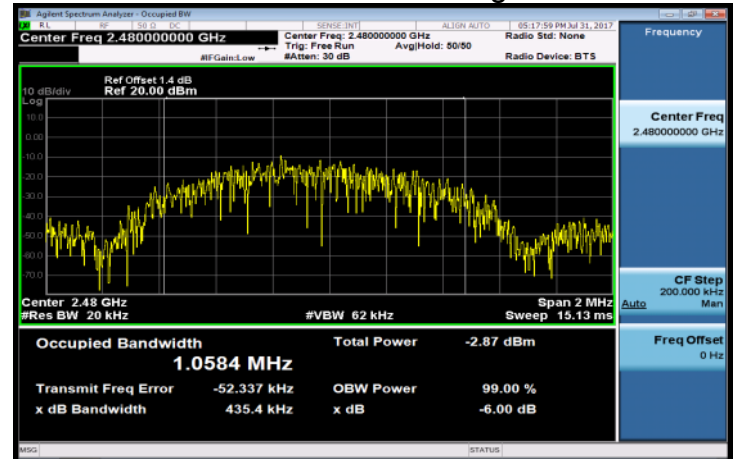 Agilent Spectrum Analyzer - Occupied BW
RL RF 50 Ω DC SENSE:INT ALIGN AUTO 05:17:59 PM Jul 31, 2017
Center Freq 2.480000000 GHz
#IFGain:Low
Center Freq: 2.480000000 GHz
Trig: Free Run Avg|Hold: 50/50
#Atten: 30 dB
Radio Std: None
Radio Device: BTS
Ref Offset 1.4 dB
10 dB/div Ref 20.00 dBm
Log
10.0
0.00
-10.0
-20.0
-30.0
-40.0
-50.0
-60.0
-70.0
Center 2.48 GHz Span 2 MHz
#Res BW 20 kHz #VBW 62 kHz Sweep 15.13 ms
Occupied Bandwidth Total Power -2.87 dBm
1.0584 MHz
Transmit Freq Error -52.337 kHz OBW Power 99.00 %
x dB Bandwidth 435.4 kHz x dB -6.00 dB
Frequency
Center Freq
2.480000000 GHz
CF Step
200.000 kHz
Auto Man
Freq Offset
0 Hz
MSG STATUS